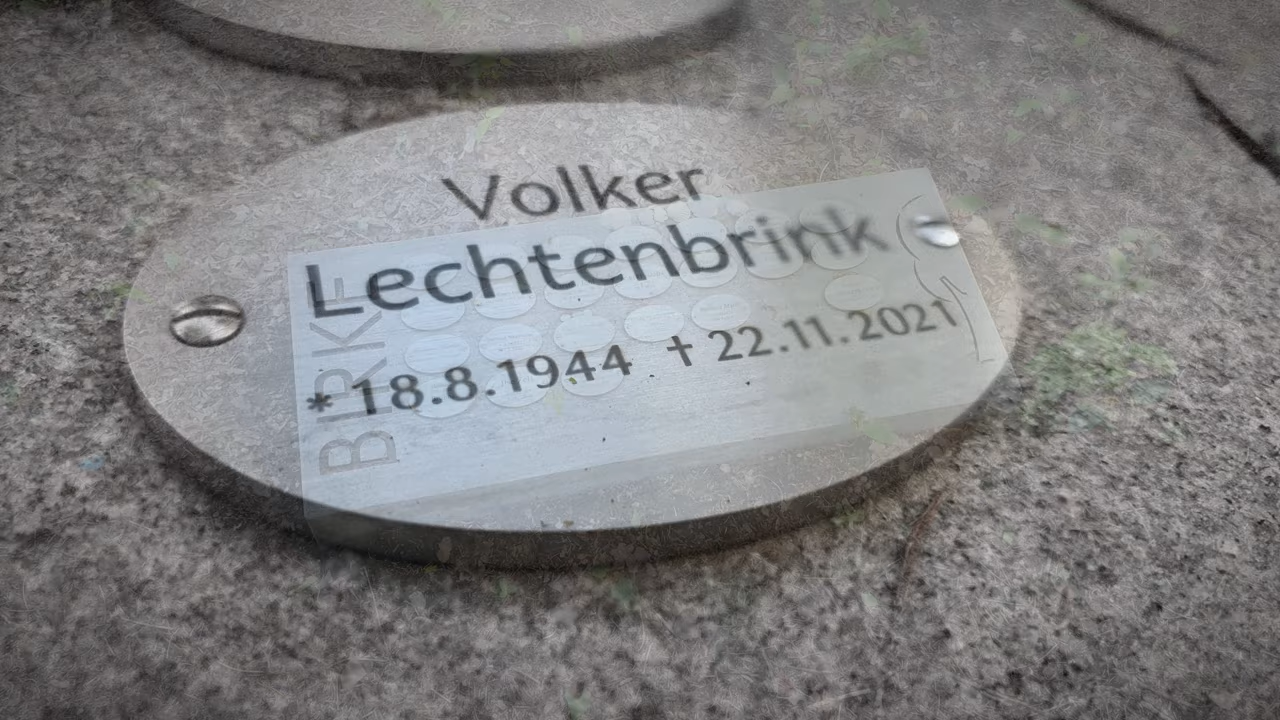 Volker
Lechtenbrink
* 18.8.1944 † 22.11.2021
BIRKE